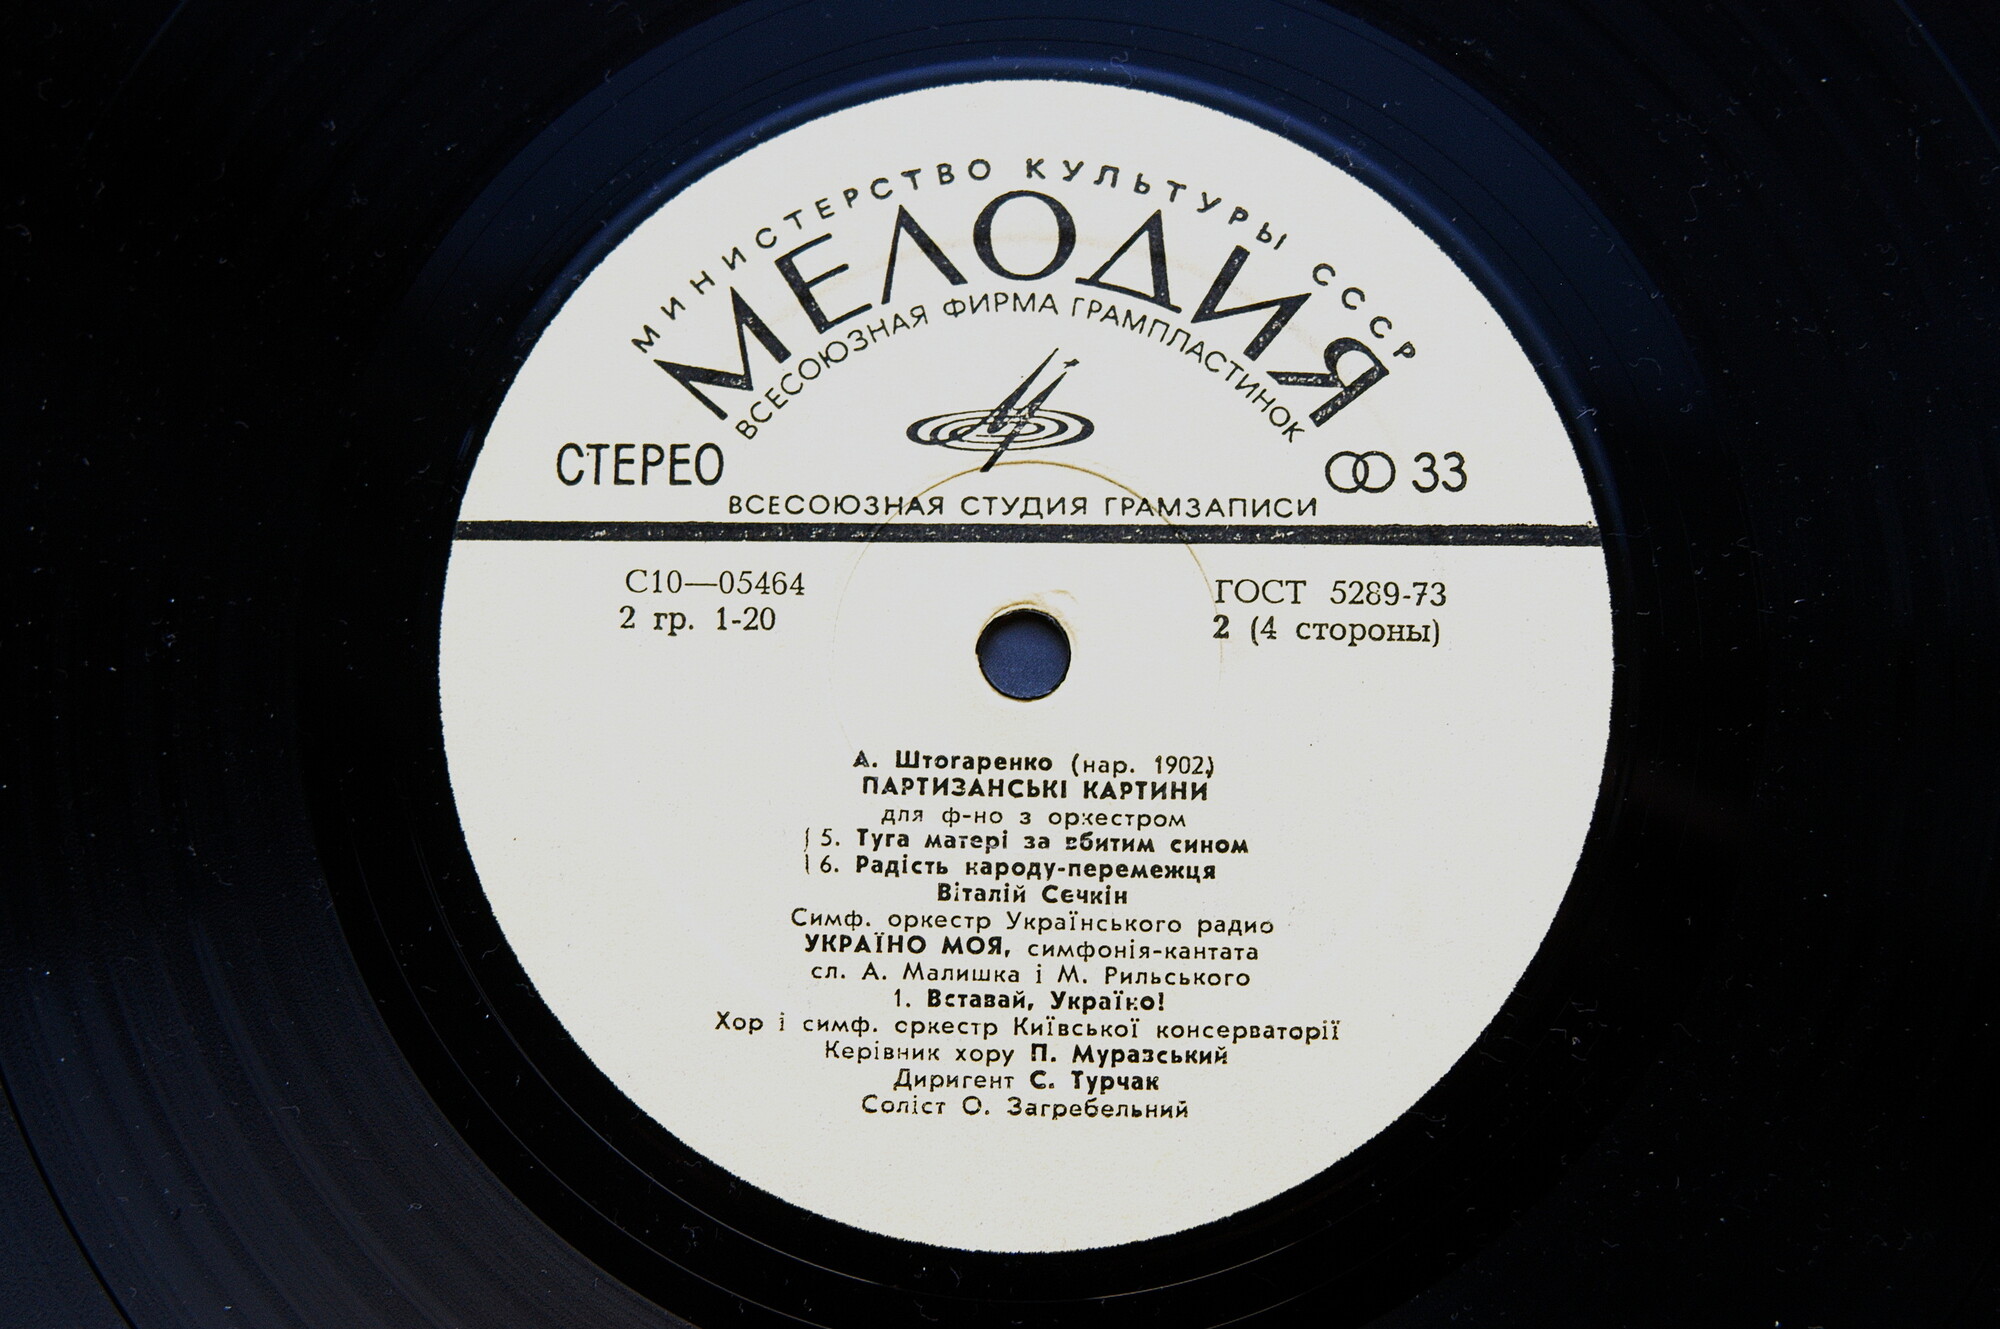 МИНИСТЕРСТВО КУЛЬТУРЫ СССР
МЕЛОДИЯ
ВСЕСОЮЗНАЯ ФИРМА ГРАМПЛАСТИНОК
СТЕРЕО 33
ВСЕСОЮЗНАЯ СТУДИЯ ГРАМЗАПИСИ
С10—05464 ГОСТ 5289-73
2 гр. 1-20 2 (4 стороны)
А. Штогаренко (нар. 1902)
ПАРТИЗАНСЬКІ КАРТИНИ
для ф-но з оркестром
5. Туга матері за вбитим сином
6. Радість народу-перемежця
Віталій Сєчкін
Симф. оркестр Українського радио
УКРАЇНО МОЯ, симфонія-кантата
сл. А. Малишка і М. Рильського
1. Вставай, Україно!
Хор і симф. оркестр Київської консерваторії
Керівник хору П. Муравський
Диригент С. Турчак
Соліст О. Загребельний